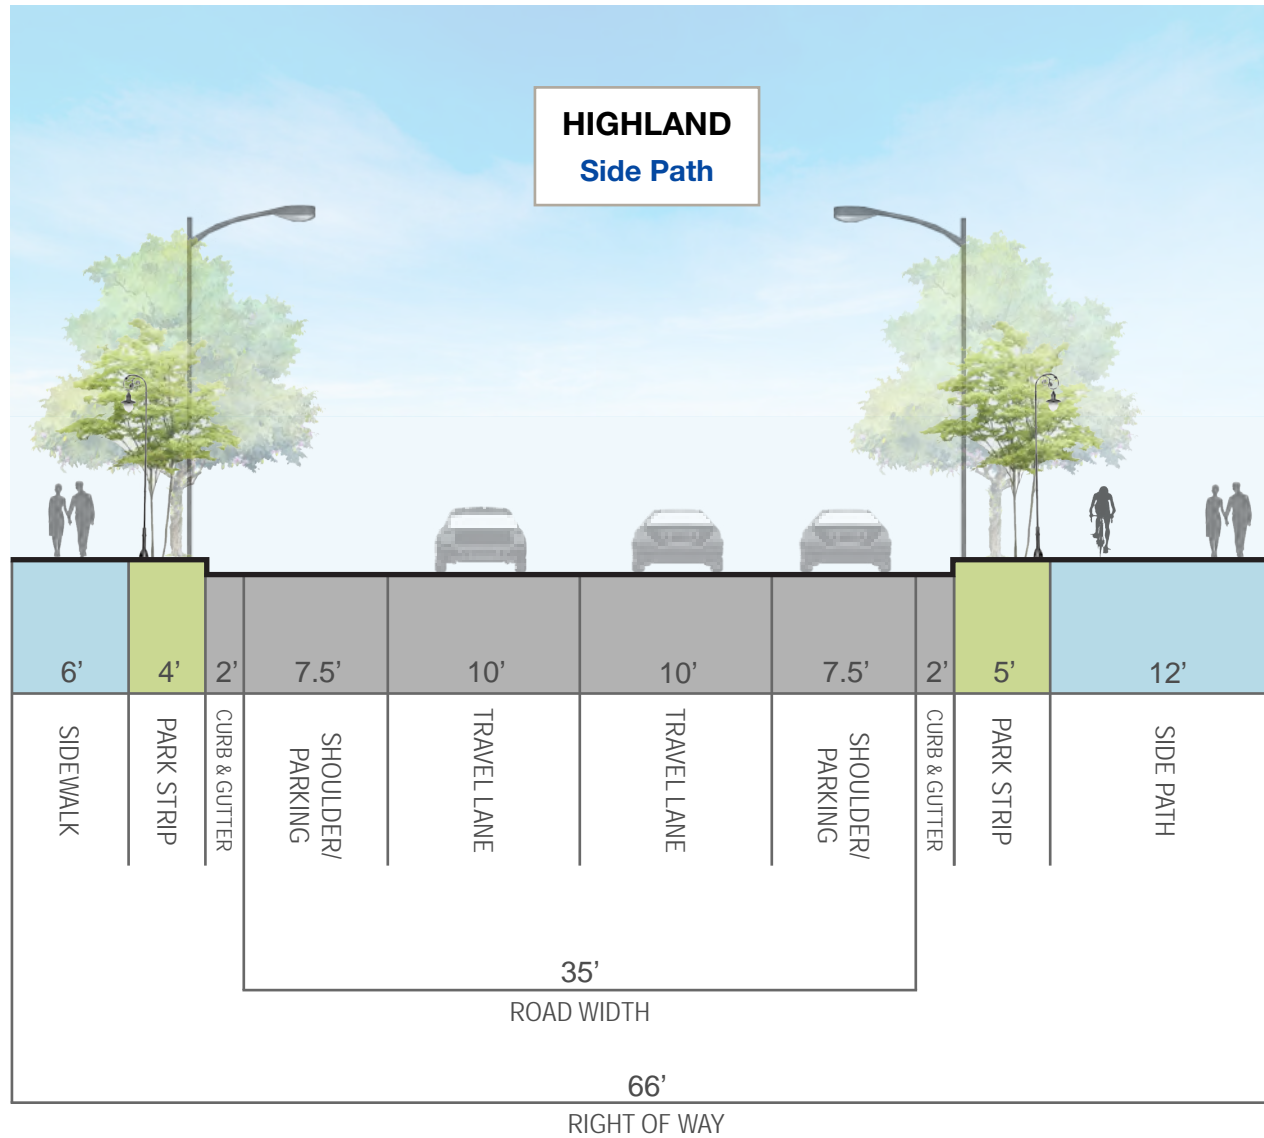 HIGHLAND
Side Path
6’
4’
2’
7.5’
10’
10’
7.5’
2’
5’
12’
SIDEWALK
PARK STRIP
CURB & GUTTER
SHOULDER/
PARKING
TRAVEL LANE
TRAVEL LANE
SHOULDER/
PARKING
CURB & GUTTER
PARK STRIP
SIDE PATH
35’
ROAD WIDTH
66’
RIGHT OF WAY